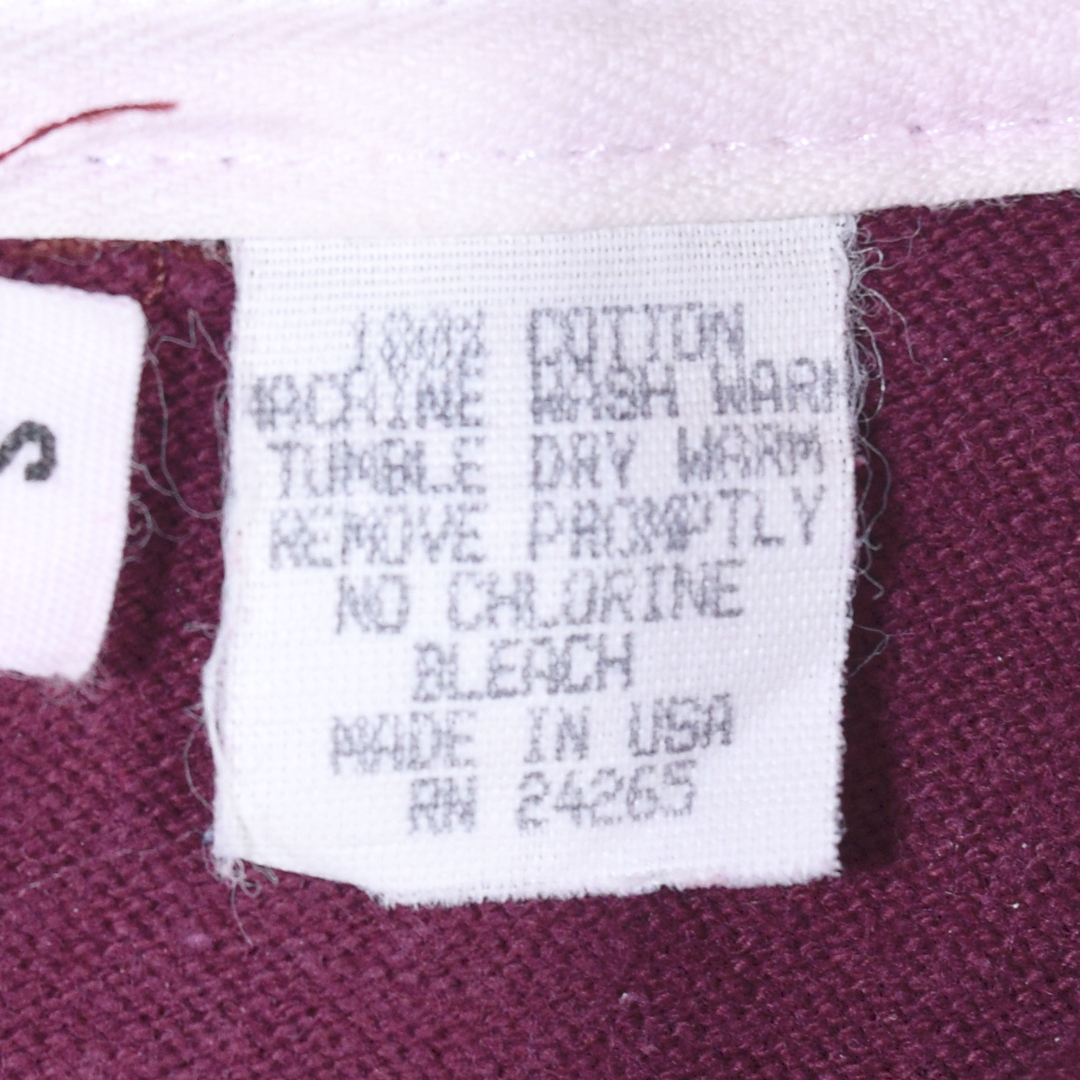 100% COTTON
MACHINE WASH WARM
TUMBLE DRY WARM
REMOVE PROMPTLY
NO CHLORINE
BLEACH
MADE IN USA
RN 24265
S